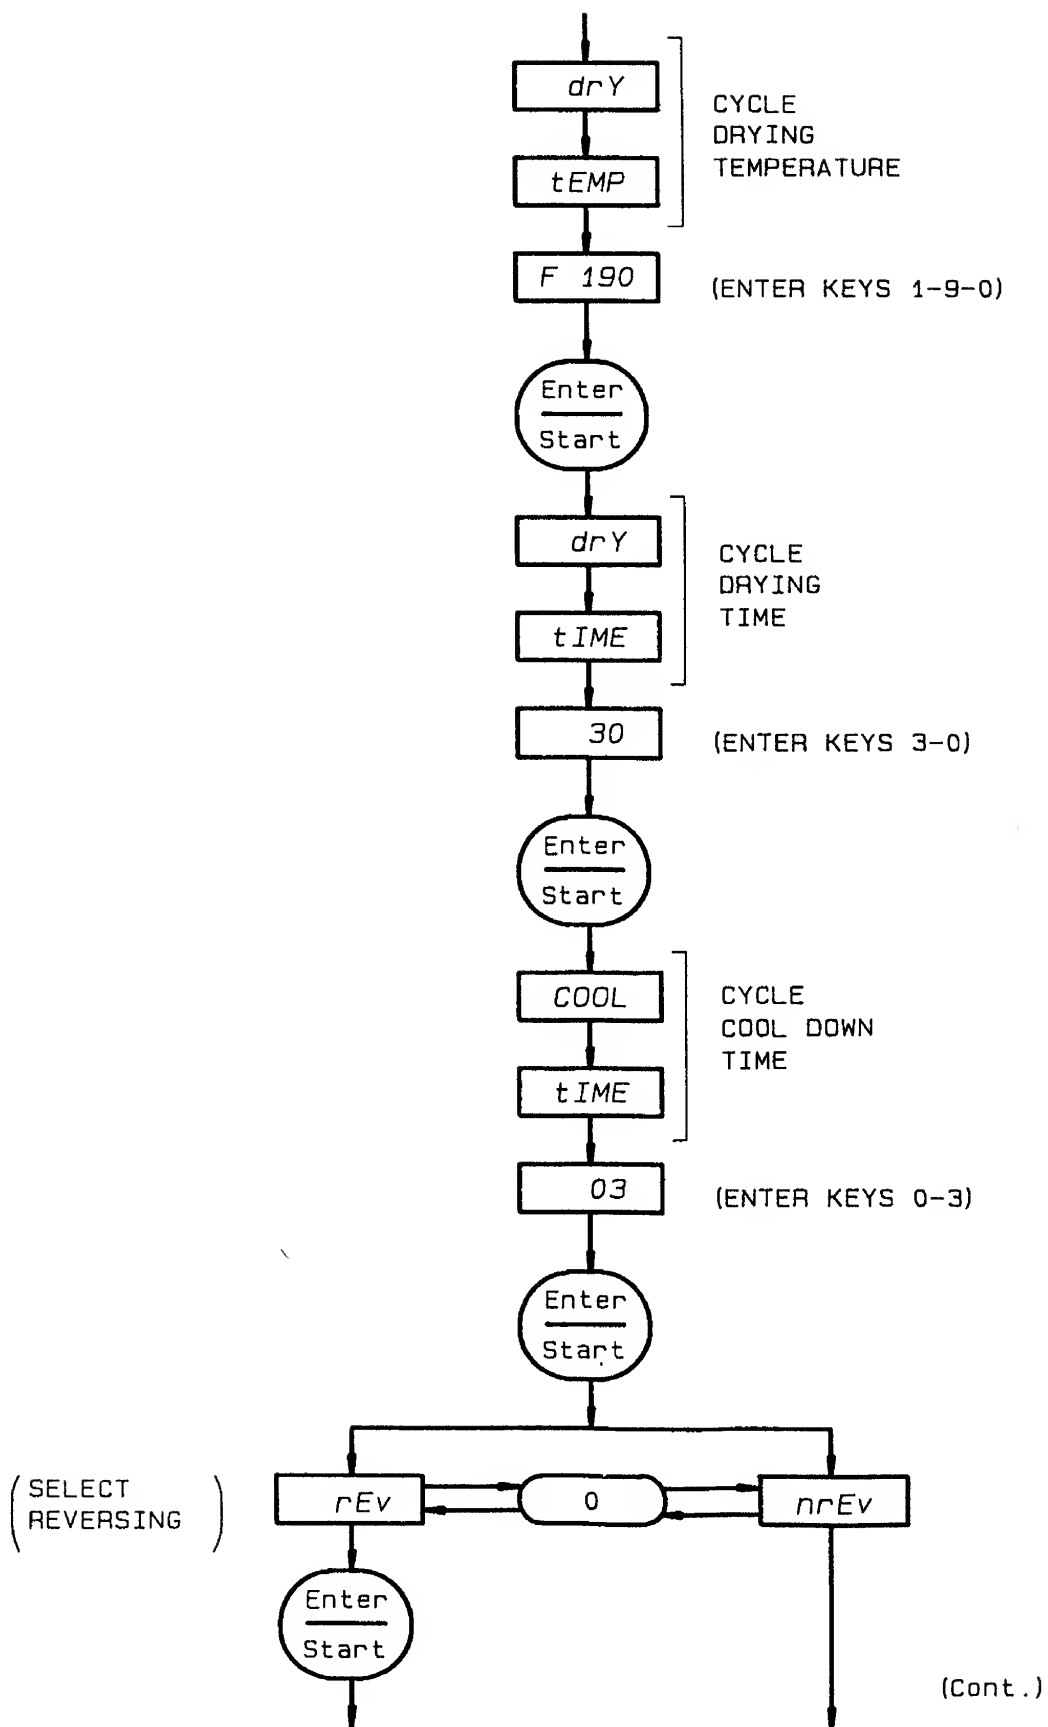 drY
CYCLE
DRYING
TEMPERATURE
tEMP
F 190
(ENTER KEYS 1-9-0)
Enter
Start
drY
CYCLE
DRYING
TIME
tIME
30
(ENTER KEYS 3-0)
Enter
Start
COOL
CYCLE
COOL DOWN
TIME
tIME
03
(ENTER KEYS 0-3)
Enter
Start
(SELECT
REVERSING)
rEv
0
nrEv
Enter
Start
(Cont.)